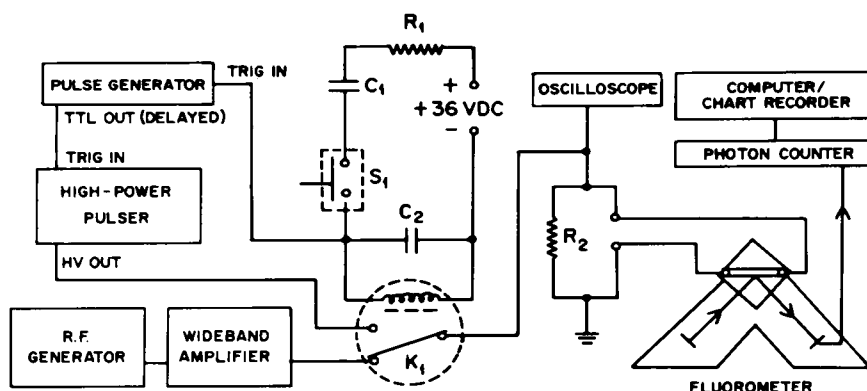 R₁
TRIG IN
PULSE GENERATOR
C₁
+
+36 VDC
-
OSCILLOSCOPE
COMPUTER/
CHART RECORDER
TTL OUT (DELAYED)
TRIG IN
PHOTON COUNTER
HIGH-POWER
PULSER
S₁
C₂
R₂
HV OUT
R.F.
GENERATOR
WIDEBAND
AMPLIFIER
K₁
FLUOROMETER